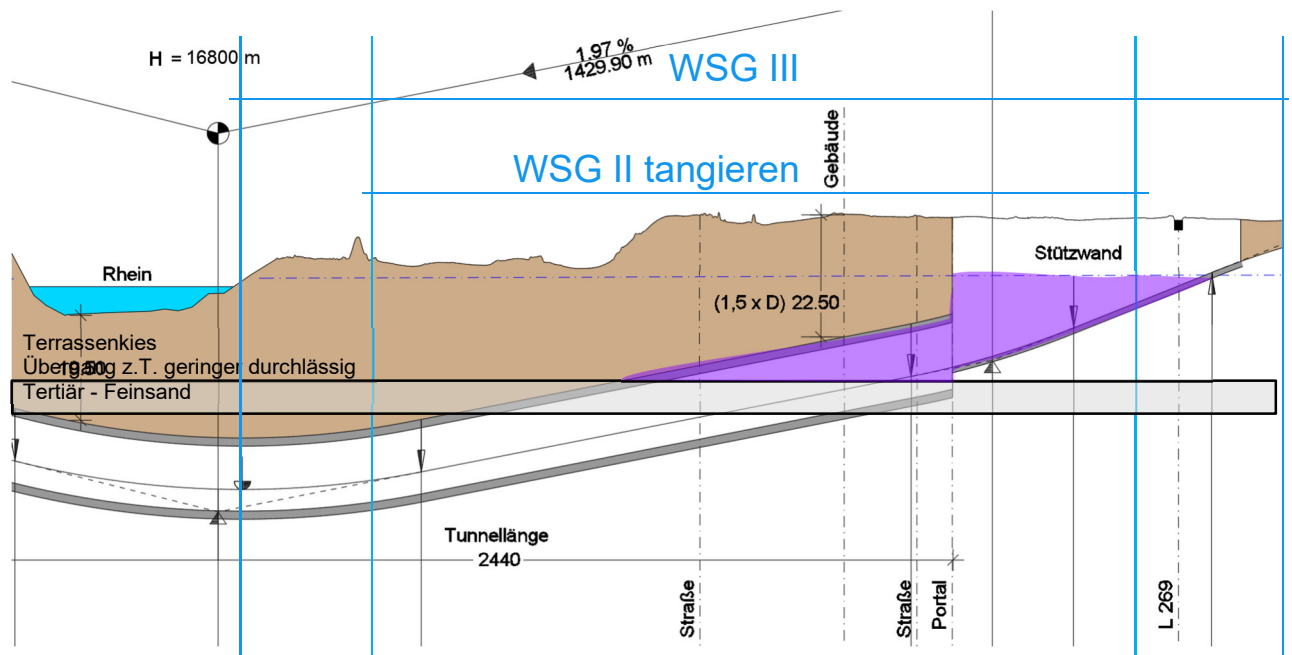 H = 16800 m
1.97 %
1429.90 m
WSG III
WSG II tangieren
Gebäude
Rhein
Stützwand
(1,5 x D) 22.50
Terrassenkies
Übergang z.T. geringer durchlässig
19.50
Tertiär - Feinsand
Tunnellänge
2440
Straße
Straße
Portal
L 269